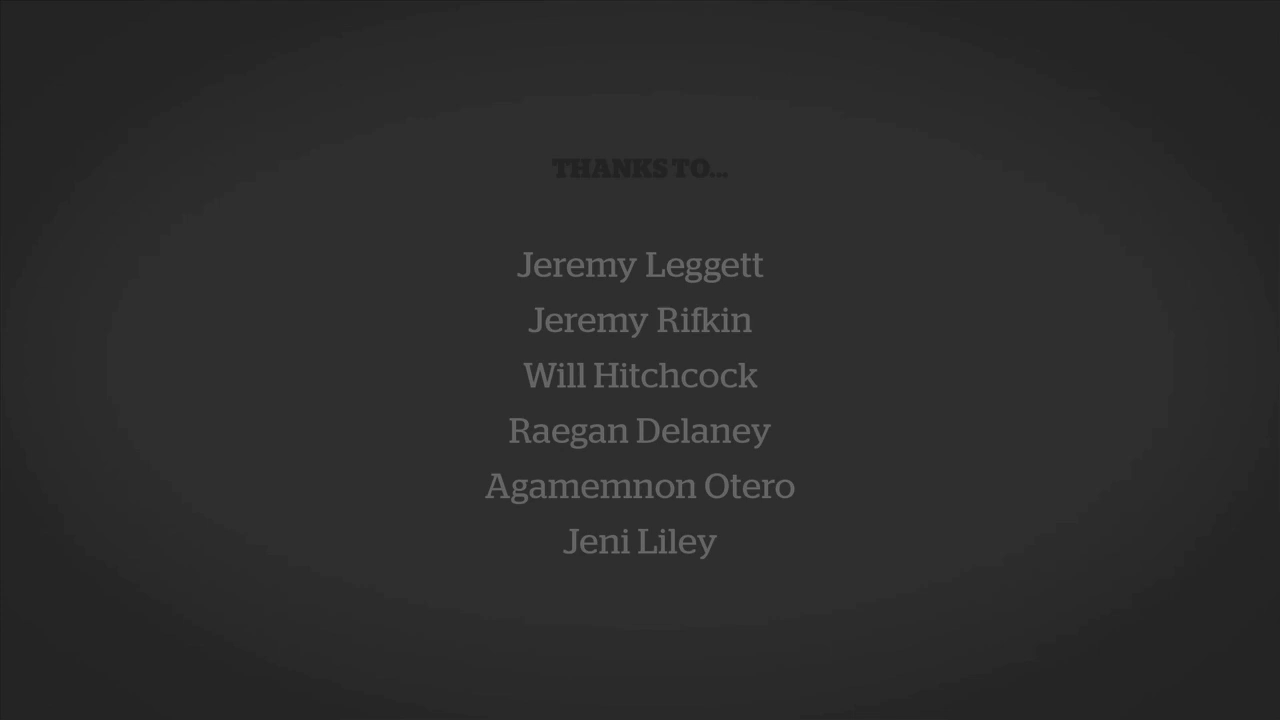 THANKS TO...
Jeremy Leggett
Jeremy Rifkin
Will Hitchcock
Raegan Delaney
Agamemnon Otero
Jeni Liley